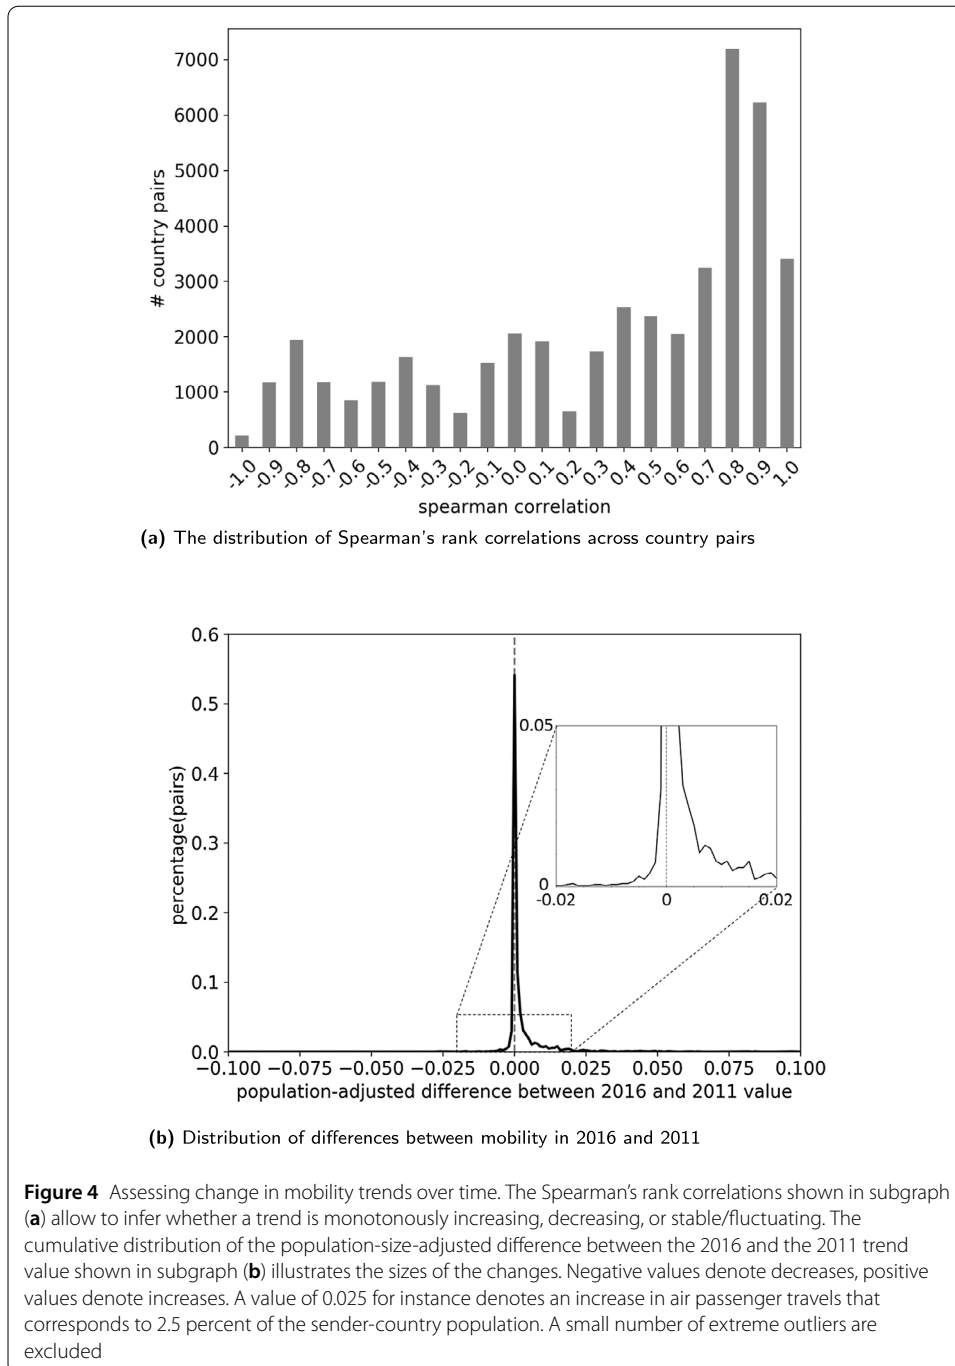 7000
6000
5000
4000
3000
2000
1000
0
# country pairs
-1.0 -0.9 -0.8 -0.7 -0.6 -0.5 -0.4 -0.3 -0.2 -0.1 0.0 0.1 0.2 0.3 0.4 0.5 0.6 0.7 0.8 0.9 1.0
spearman correlation
(a) The distribution of Spearman's rank correlations across country pairs
0.6
0.5
0.4
0.3
0.2
0.1
0.0
percentage(pairs)
0.05
0
-0.02 0 0.02
−0.100 −0.075 −0.050 −0.025 0.000 0.025 0.050 0.075 0.100
population-adjusted difference between 2016 and 2011 value
(b) Distribution of differences between mobility in 2016 and 2011
Figure 4 Assessing change in mobility trends over time. The Spearman's rank correlations shown in subgraph
(a) allow to infer whether a trend is monotonously increasing, decreasing, or stable/fluctuating. The
cumulative distribution of the population-size-adjusted difference between the 2016 and the 2011 trend
value shown in subgraph (b) illustrates the sizes of the changes. Negative values denote decreases, positive
values denote increases. A value of 0.025 for instance denotes an increase in air passenger travels that
corresponds to 2.5 percent of the sender-country population. A small number of extreme outliers are
excluded